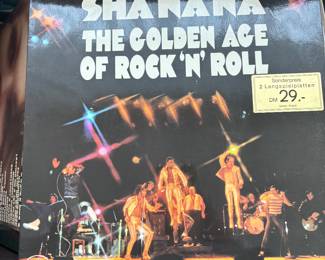 SHA NA NA
THE GOLDEN AGE
OF ROCK'N'ROLL
Sonderpreis
2 Langspielplatten
DM 29.-